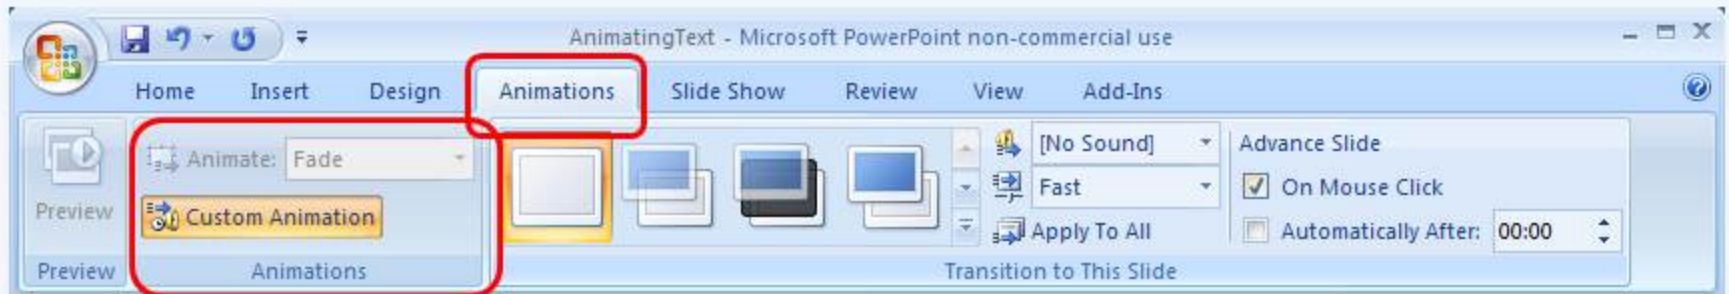 AnimatingText - Microsoft PowerPoint non-commercial use
Home Insert Design Animations Slide Show Review View Add-Ins
Animate: Fade [No Sound] Advance Slide
Preview Custom Animation Fast On Mouse Click
Apply To All Automatically After: 00:00
Preview Animations Transition to This Slide